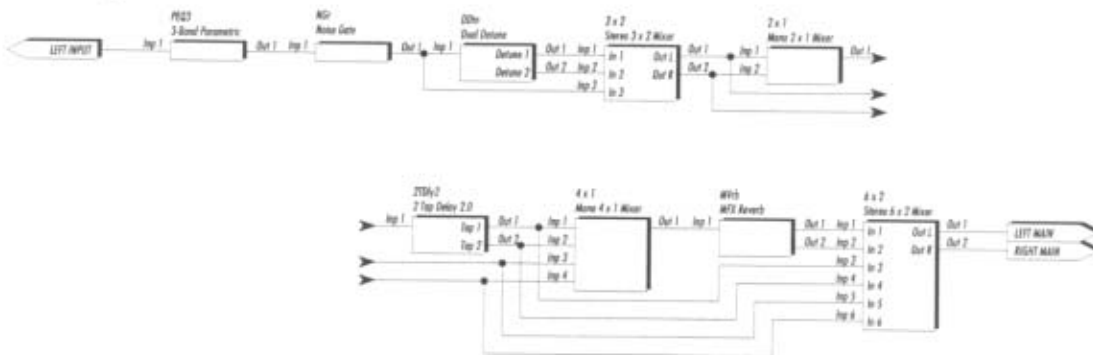 PEQ3
3-Band Parametric
LEFT INPUT
Inp 1
Out 1
NGt
Noise Gate
Inp 1
Out 1
DDtn
Dual Detune
Inp 1
Detune 1
Detune 2
Out 1
Out 2
3 x 2
Stereo 3 x 2 Mixer
Inp 1
Inp 2
Inp 3
In 1
In 2
In 3
Out L
Out R
Out 1
Out 2
2 x 1
Mono 2 x 1 Mixer
Inp 1
Inp 2
Out 1
2TDly2
2 Tap Delay 2.0
Inp 1
Tap 1
Tap 2
Out 1
Out 2
4 x 1
Mono 4 x 1 Mixer
Inp 1
Inp 2
Inp 3
Inp 4
Out 1
MVrb
MFX Reverb
Inp 1
Out 1
Out 2
6 x 2
Stereo 6 x 2 Mixer
Inp 1
Inp 2
Inp 3
Inp 4
Inp 5
Inp 6
In 1
In 2
In 3
In 4
In 5
In 6
Out L
Out R
Out 1
Out 2
LEFT MAIN
RIGHT MAIN